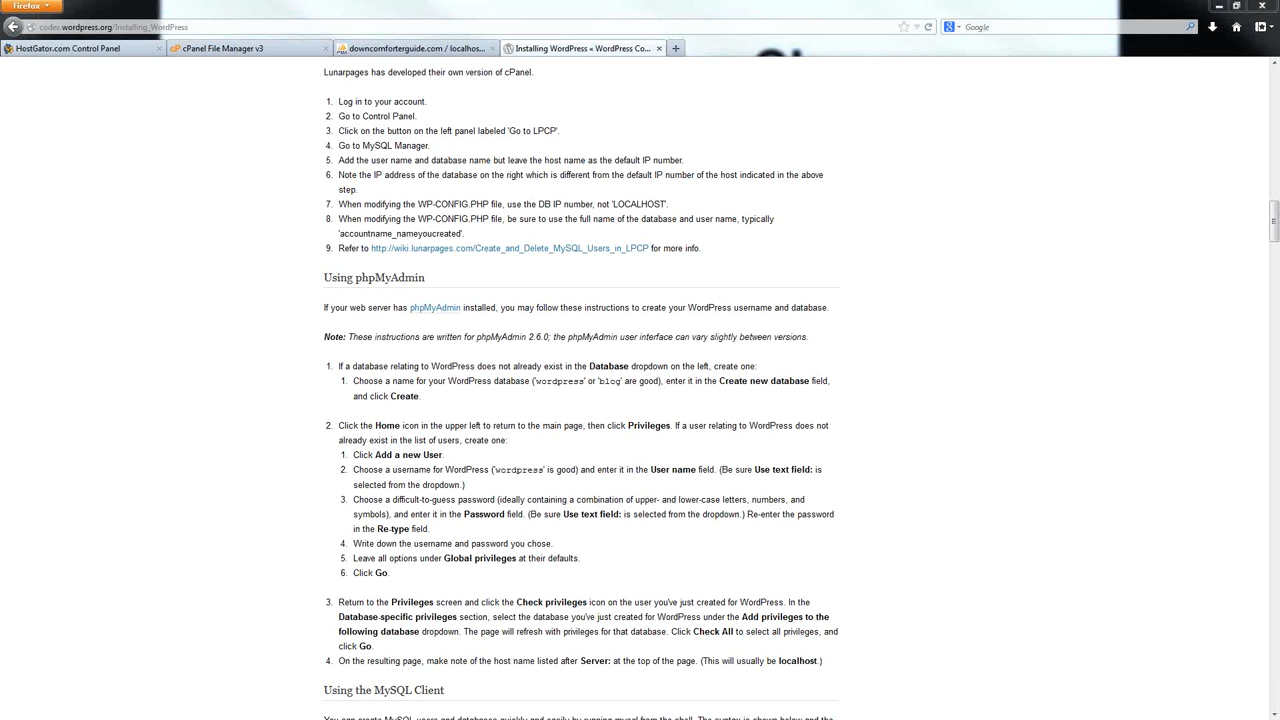 Firefox
codex.wordpress.org/Installing_WordPress
Google
HostGator.com Control Panel
cPanel File Manager v3
downcomforterguide.com / localhos...
Installing WordPress « WordPress Co...
Lunarpages has developed their own version of cPanel.
1. Log in to your account.
2. Go to Control Panel.
3. Click on the button on the left panel labeled 'Go to LPCP'.
4. Go to MySQL Manager.
5. Add the user name and database name but leave the host name as the default IP number.
6. Note the IP address of the database on the right which is different from the default IP number of the host indicated in the above
step.
7. When modifying the WP-CONFIG.PHP file, use the DB IP number, not 'LOCALHOST'.
8. When modifying the WP-CONFIG.PHP file, be sure to use the full name of the database and user name, typically
'accountname_nameyoucreated'.
9. Refer to http://wiki.lunarpages.com/Create_and_Delete_MySQL_Users_in_LPCP for more info.
Using phpMyAdmin
If your web server has phpMyAdmin installed, you may follow these instructions to create your WordPress username and database.
Note: These instructions are written for phpMyAdmin 2.6.0; the phpMyAdmin user interface can vary slightly between versions.
1. If a database relating to WordPress does not already exist in the Database dropdown on the left, create one:
1. Choose a name for your WordPress database ('wordpress' or 'blog' are good), enter it in the Create new database field,
and click Create.
2. Click the Home icon in the upper left to return to the main page, then click Privileges. If a user relating to WordPress does not
already exist in the list of users, create one:
1. Click Add a new User.
2. Choose a username for WordPress ('wordpress' is good) and enter it in the User name field. (Be sure Use text field: is
selected from the dropdown.)
3. Choose a difficult-to-guess password (ideally containing a combination of upper- and lower-case letters, numbers, and
symbols), and enter it in the Password field. (Be sure Use text field: is selected from the dropdown.) Re-enter the password
in the Re-type field.
4. Write down the username and password you chose.
5. Leave all options under Global privileges at their defaults.
6. Click Go.
3. Return to the Privileges screen and click the Check privileges icon on the user you've just created for WordPress. In the
Database-specific privileges section, select the database you've just created for WordPress under the Add privileges to the
following database dropdown. The page will refresh with privileges for that database. Click Check All to select all privileges, and
click Go.
4. On the resulting page, make note of the host name listed after Server: at the top of the page. (This will usually be localhost.)
Using the MySQL Client
You can create MySQL users and databases quickly and easily by running mysql from the shell. The syntax is shown below and the